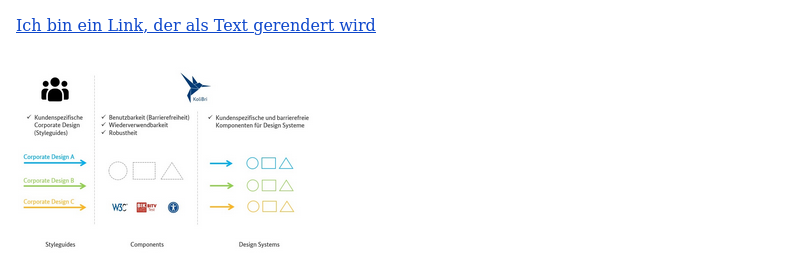 Ich bin ein Link, der als Text gerendert wird
KoliBri
✓ Kundenspezifische
Corporate Design
(Styleguides)
✓ Benutzbarkeit (Barrierefreiheit)
✓ Wiederverwendbarkeit
✓ Robustheit
✓ Kundenspezifische und barrierefreie
Komponenten für Design Systeme
Corporate Design A
Corporate Design B
Corporate Design C
W3C
BIK BITV
Styleguides
Components
Design Systems